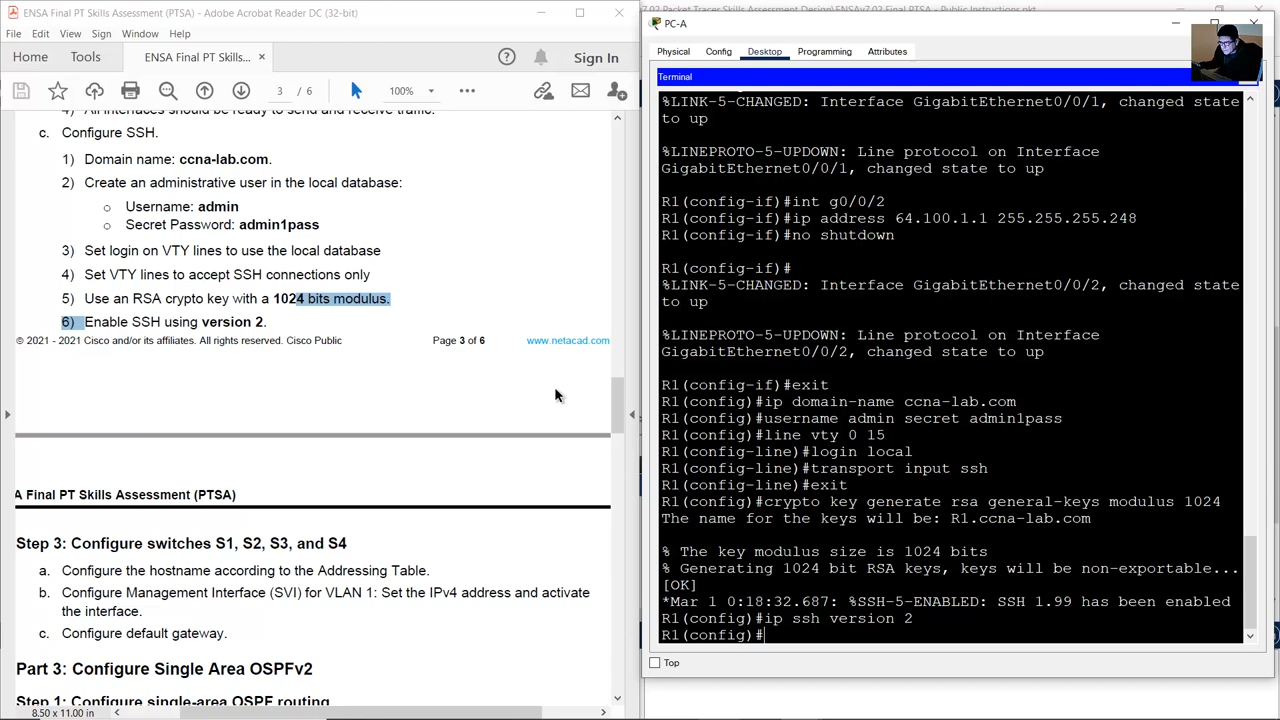 ENSA Final PT Skills Assessment (PTSA) - Adobe Acrobat Reader DC (32-bit)
File Edit View Sign Window Help
Home Tools ENSA Final PT Skills... × Sign In
3 / 6 100%
c. Configure SSH.
1) Domain name: ccna-lab.com.
2) Create an administrative user in the local database:
o Username: admin
o Secret Password: admin1pass
3) Set login on VTY lines to use the local database
4) Set VTY lines to accept SSH connections only
5) Use an RSA crypto key with a 1024 bits modulus.
6) Enable SSH using version 2.
© 2021 - 2021 Cisco and/or its affiliates. All rights reserved. Cisco Public Page 3 of 6 www.netacad.com
A Final PT Skills Assessment (PTSA)
Step 3: Configure switches S1, S2, S3, and S4
a. Configure the hostname according to the Addressing Table.
b. Configure Management Interface (SVI) for VLAN 1: Set the IPv4 address and activate
the interface.
c. Configure default gateway.
Part 3: Configure Single Area OSPFv2
Step 1: Configure single-area OSPF routing
8.50 x 11.00 in
PC-A
Physical Config Desktop Programming Attributes
Terminal
%LINK-5-CHANGED: Interface GigabitEthernet0/0/1, changed state
to up
%LINEPROTO-5-UPDOWN: Line protocol on Interface
GigabitEthernet0/0/1, changed state to up
R1(config-if)#int g0/0/2
R1(config-if)#ip address 64.100.1.1 255.255.255.248
R1(config-if)#no shutdown
R1(config-if)#
%LINK-5-CHANGED: Interface GigabitEthernet0/0/2, changed state
to up
%LINEPROTO-5-UPDOWN: Line protocol on Interface
GigabitEthernet0/0/2, changed state to up
R1(config-if)#exit
R1(config)#ip domain-name ccna-lab.com
R1(config)#username admin secret admin1pass
R1(config)#line vty 0 15
R1(config-line)#login local
R1(config-line)#transport input ssh
R1(config-line)#exit
R1(config)#crypto key generate rsa general-keys modulus 1024
The name for the keys will be: R1.ccna-lab.com
% The key modulus size is 1024 bits
% Generating 1024 bit RSA keys, keys will be non-exportable...
[OK]
*Mar 1 0:18:32.687: %SSH-5-ENABLED: SSH 1.99 has been enabled
R1(config)#ip ssh version 2
R1(config)#
Top